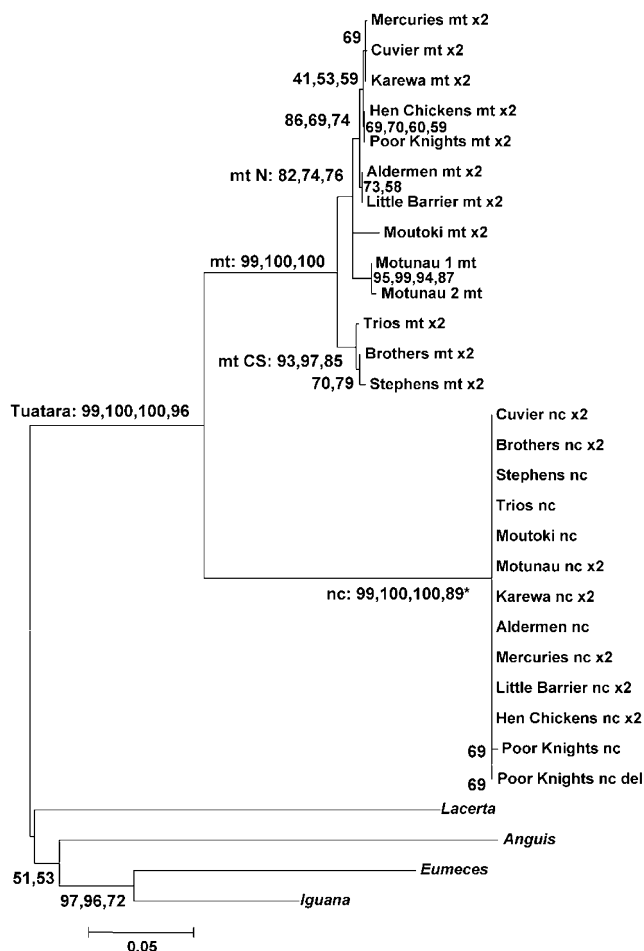 Mercuries mt x2
69
Cuvier mt x2
41,53,59
Karewa mt x2
Hen Chickens mt x2
86,69,74
69,70,60,59
Poor Knights mt x2
Aldermen mt x2
mt N: 82,74,76
73,58
Little Barrier mt x2
Moutoki mt x2
mt: 99,100,100
Motunau 1 mt
95,99,94,87
Motunau 2 mt
Trios mt x2
mt CS: 93,97,85
Brothers mt x2
70,79
Stephens mt x2
Tuatara: 99,100,100,96
Cuvier nc x2
Brothers nc x2
Stephens nc
Trios nc
Moutoki nc
Motunau nc x2
nc: 99,100,100,89*
Karewa nc x2
Aldermen nc
Mercuries nc x2
Little Barrier nc x2
Hen Chickens nc x2
69
Poor Knights nc
69
Poor Knights nc del
Lacerta
Anguis
51,53
Eumeces
97,96,72
Iguana
0.05